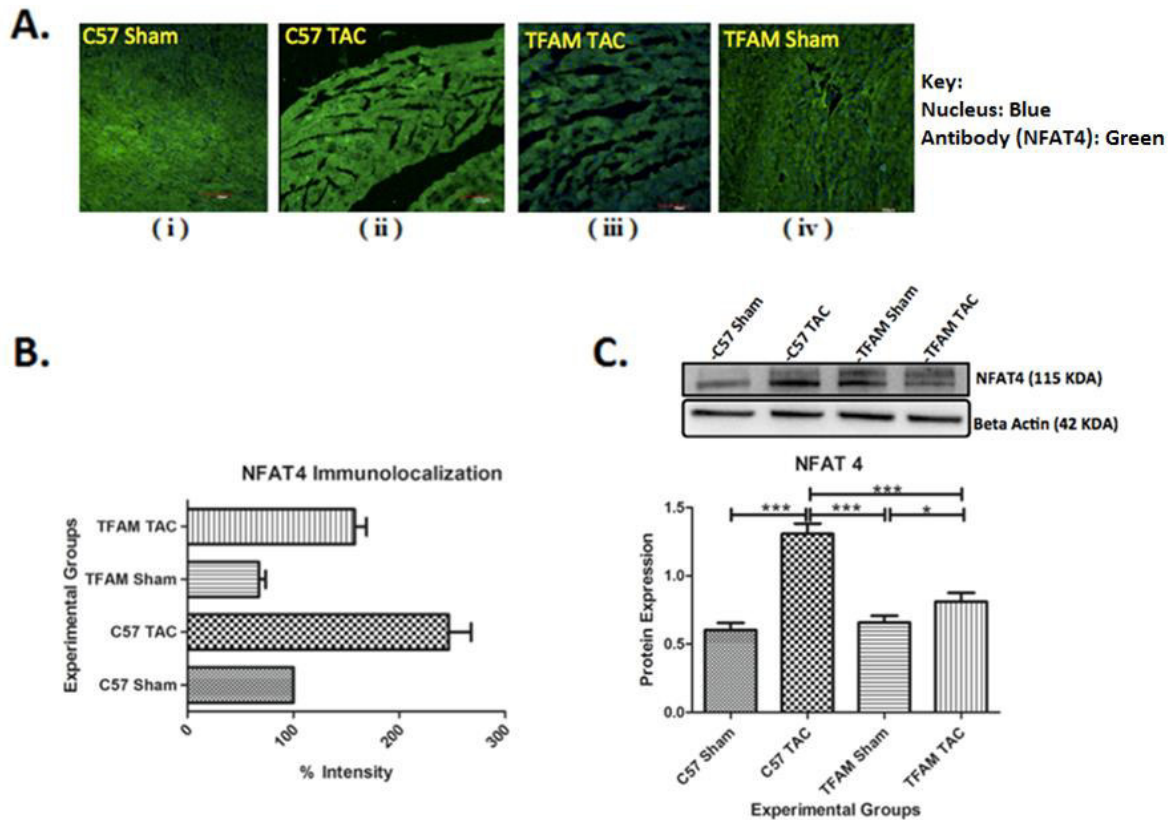 A.
C57 Sham
C57 TAC
TFAM TAC
TFAM Sham
Key:
Nucleus: Blue
Antibody (NFAT4): Green
( i )
( ii )
( iii )
( iv )
B.
NFAT4 Immunolocalization
Experimental Groups
TFAM TAC
TFAM Sham
C57 TAC
C57 Sham
0
100
200
300
% Intensity
C.
-C57 Sham
-C57 TAC
-TFAM Sham
-TFAM TAC
NFAT4 (115 KDA)
Beta Actin (42 KDA)
NFAT 4
***
*** *** *
Protein Expression
1.5
1.0
0.5
0.0
C57 Sham
C57 TAC
TFAM Sham
TFAM TAC
Experimental Groups